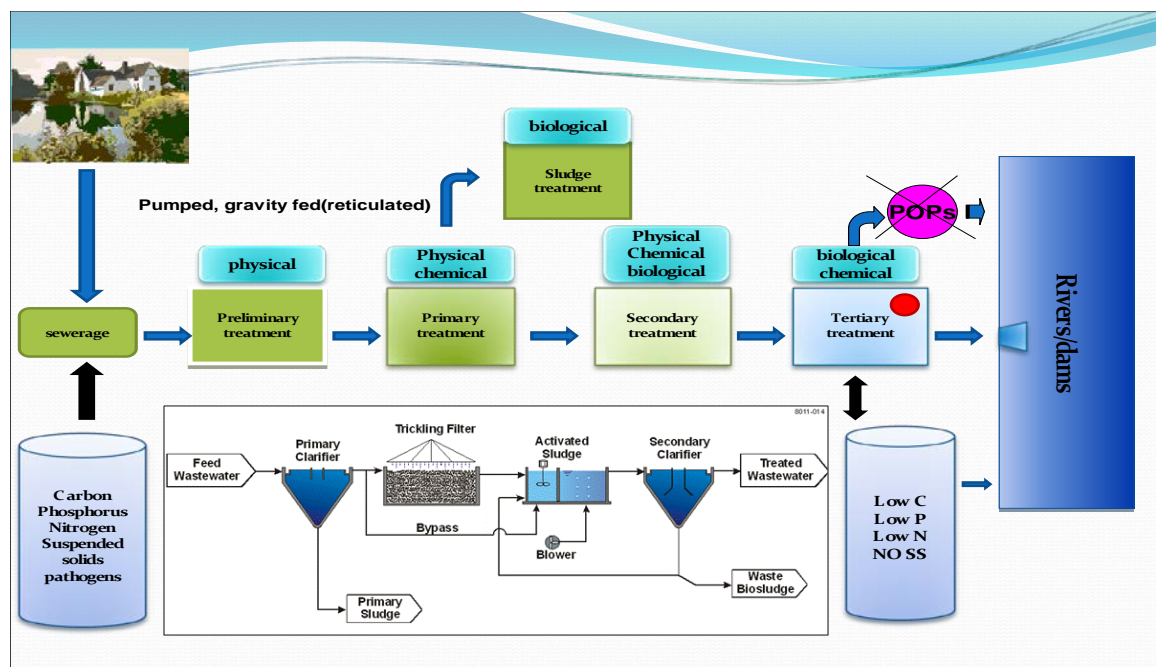 biological
Sludge
treatment
Pumped, gravity fed(reticulated)
POPs
physical
Physical
chemical
Physical
Chemical
biological
biological
chemical
sewerage
Preliminary
treatment
Primary
treatment
Secondary
treatment
Tertiary
treatment
Rivers/dams
8011-014
Feed
Wastewater
Primary
Clarifier
Trickling Filter
Activated
Sludge
Secondary
Clarifier
Treated
Wastewater
Bypass
Blower
Primary
Sludge
Waste
Biosludge
Carbon
Phosphorus
Nitrogen
Suspended
solids
pathogens
Low C
Low P
Low N
NO SS